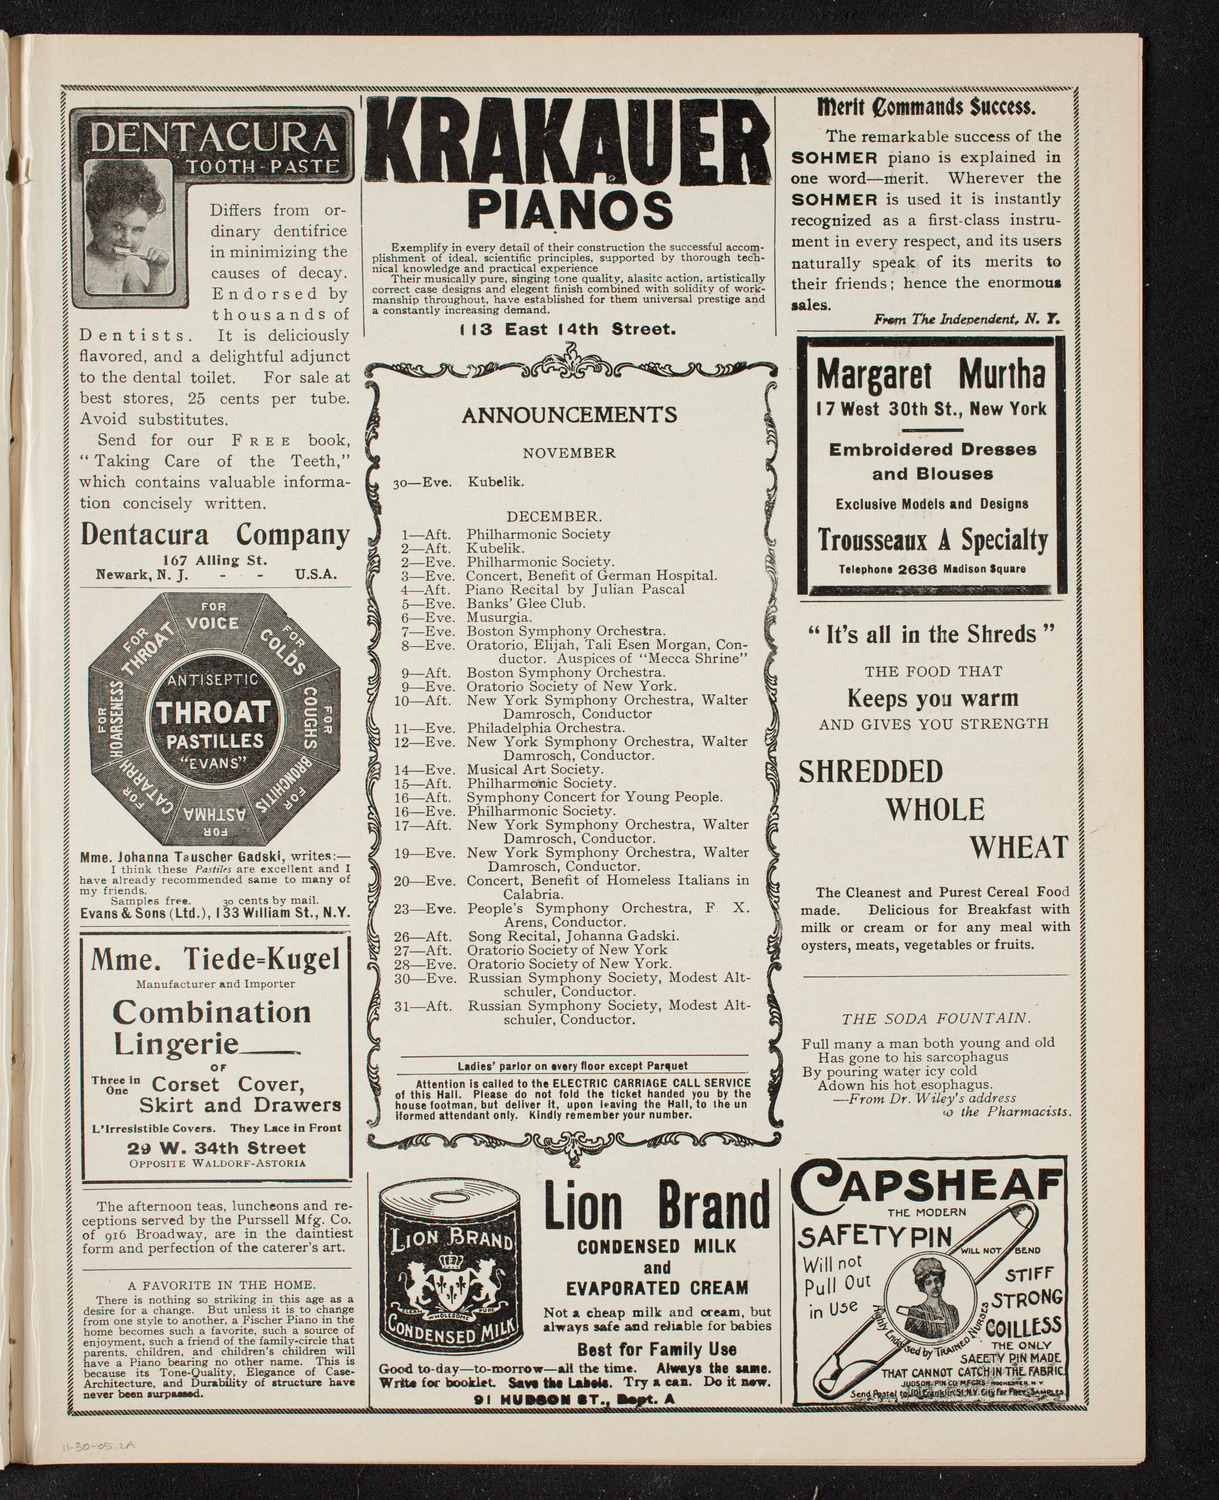 DENTACURA
TOOTH-PASTE
Differs from or-
dinary dentifrice
in minimizing the
causes of decay.
Endorsed by
thousands of
Dentists. It is deliciously
flavored, and a delightful adjunct
to the dental toilet. For sale at
best stores, 25 cents per tube.
Avoid substitutes.
Send for our FREE book,
"Taking Care of the Teeth,"
which contains valuable informa-
tion concisely written.
Dentacura Company
167 Alling St.
Newark, N. J. - - U.S.A.
FOR VOICE
FOR COLDS
FOR COUGHS
FOR BRONCHITIS
FOR ASTHMA
FOR CATARRH
FOR HOARSENESS
FOR THROAT
ANTISEPTIC
THROAT
PASTILLES
"EVANS"
Mme. Johanna Tauscher Gadski, writes:—
I think these Pastilles are excellent and I
have already recommended same to many of
my friends.
Samples free. 30 cents by mail.
Evans & Sons (Ltd.), 133 William St., N.Y.
Mme. Tiede=Kugel
Manufacturer and Importer
Combination
Lingerie
OF
Three in One Corset Cover,
Skirt and Drawers
L'Irresistible Covers. They Lace in Front
29 W. 34th Street
OPPOSITE WALDORF-ASTORIA
The afternoon teas, luncheons and re-
ceptions served by the Purssell Mfg. Co.
of 916 Broadway, are in the daintiest
form and perfection of the caterer's art.
A FAVORITE IN THE HOME.
There is nothing so striking in this age as a
desire for a change. But unless it is to change
from one style to another, a Fischer Piano in the
home becomes such a favorite, such a source of
enjoyment, such a friend of the family-circle that
parents, children, and children's children will
have a Piano bearing no other name. This is
because its Tone-Quality, Elegance of Case-
Architecture, and Durability of structure have
never been surpassed.
KRAKAUER
PIANOS
Exemplify in every detail of their construction the successful accom-
plishment of ideal, scientific principles, supported by thorough tech-
nical knowledge and practical experience
Their musically pure, singing tone quality, alasitc action, artistically
correct case designs and elegent finish combined with solidity of work-
manship throughout, have established for them universal prestige and
a constantly increasing demand.
113 East 14th Street.
ANNOUNCEMENTS
NOVEMBER
30—Eve. Kubelik.
DECEMBER.
1—Aft. Philharmonic Society
2—Aft. Kubelik.
2—Eve. Philharmonic Society.
3—Eve. Concert, Benefit of German Hospital.
4—Aft. Piano Recital by Julian Pascal
5—Eve. Banks' Glee Club.
6—Eve. Musurgia.
7—Eve. Boston Symphony Orchestra.
8—Eve. Oratorio, Elijah, Tali Esen Morgan, Con-
ductor. Auspices of "Mecca Shrine"
9—Aft. Boston Symphony Orchestra.
9—Eve. Oratorio Society of New York.
10—Aft. New York Symphony Orchestra, Walter
Damrosch, Conductor
11—Eve. Philadelphia Orchestra.
12—Eve. New York Symphony Orchestra, Walter
Damrosch, Conductor.
14—Eve. Musical Art Society.
15—Aft. Philharmonic Society.
16—Aft. Symphony Concert for Young People.
16—Eve. Philharmonic Society.
17—Aft. New York Symphony Orchestra, Walter
Damrosch, Conductor.
19—Eve. New York Symphony Orchestra, Walter
Damrosch, Conductor.
20—Eve. Concert, Benefit of Homeless Italians in
Calabria.
23—Eve. People's Symphony Orchestra, F X.
Arens, Conductor.
26—Aft. Song Recital, Johanna Gadski.
27—Aft. Oratorio Society of New York
28—Eve. Oratorio Society of New York.
30—Eve. Russian Symphony Society, Modest Alt-
schuler, Conductor.
31—Aft. Russian Symphony Society, Modest Alt-
schuler, Conductor.
Ladies' parlor on every floor except Parquet
Attention is called to the ELECTRIC CARRIAGE CALL SERVICE
of this Hall. Please do not fold the ticket handed you by the
house footman, but deliver it, upon leaving the Hall, to the un
iformed attendant only. Kindly remember your number.
LION BRAND
CONDENSED MILK
Lion Brand
CONDENSED MILK
and
EVAPORATED CREAM
Not a cheap milk and cream, but
always safe and reliable for babies
Best for Family Use
Good to-day—to-morrow—all the time. Always the same.
Write for booklet. Save the Labels. Try a can. Do it now.
91 HUDSON ST., Dept. A
Merit Commands Success.
The remarkable success of the
SOHMER piano is explained in
one word—merit. Wherever the
SOHMER is used it is instantly
recognized as a first-class instru-
ment in every respect, and its users
naturally speak of its merits to
their friends; hence the enormous
sales.
From The Independent, N. Y.
Margaret Murtha
17 West 30th St., New York
Embroidered Dresses
and Blouses
Exclusive Models and Designs
Trousseaux A Specialty
Telephone 2636 Madison Square
"It's all in the Shreds"
THE FOOD THAT
Keeps you warm
AND GIVES YOU STRENGTH
SHREDDED
WHOLE
WHEAT
The Cleanest and Purest Cereal Food
made. Delicious for Breakfast with
milk or cream or for any meal with
oysters, meats, vegetables or fruits.
THE SODA FOUNTAIN.
Full many a man both young and old
Has gone to his sarcophagus
By pouring water icy cold
Adown his hot esophagus.
—From Dr. Wiley's address
to the Pharmacists.
CAPSHEAF
THE MODERN
SAFETY PIN
WILL NOT BEND
Will not
Pull Out
in Use
STIFF
STRONG
COILLESS
Highly Endorsed by TRAINED NURSES
THE ONLY
SAFETY PIN MADE
THAT CANNOT CATCH IN THE FABRIC.
JUDSON PIN CO. MFGRS. ROCHESTER, N.Y.
Send Postal to 101 Franklin St. N.Y. City for Free SAMPLES
11-30-05.2A